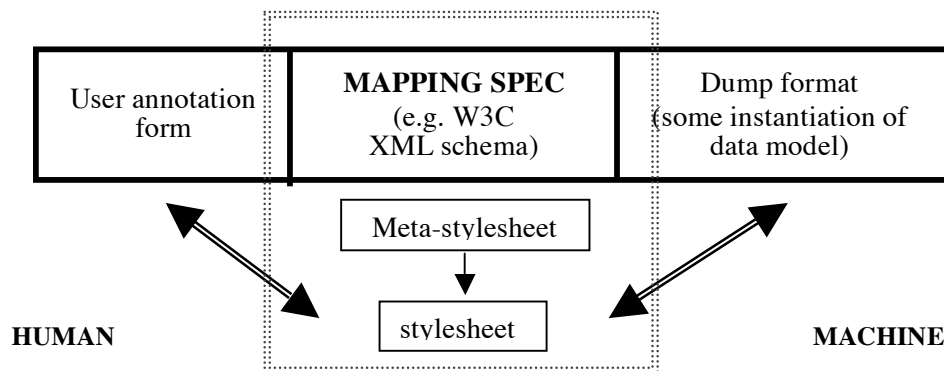 User annotation
form
MAPPING SPEC
(e.g. W3C
XML schema)
Dump format
(some instantiation of
data model)
Meta-stylesheet
stylesheet
HUMAN
MACHINE